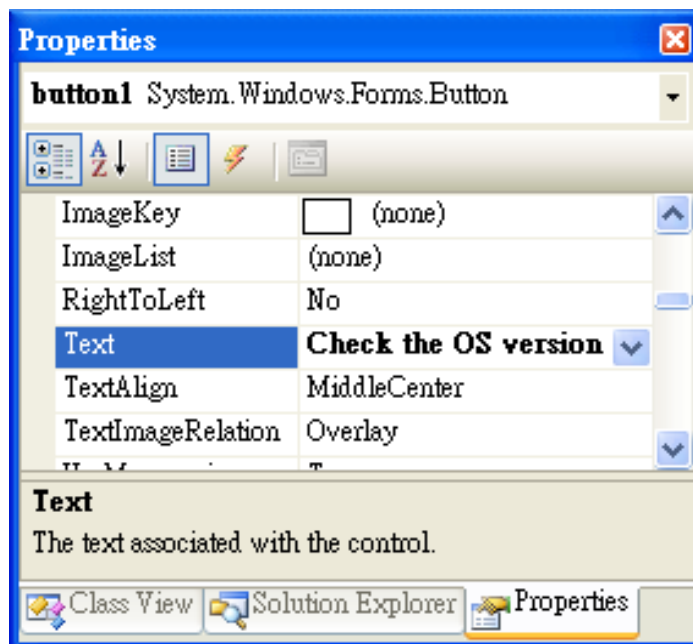 Properties
button1 System.Windows.Forms.Button
A Z
ImageKey (none)
ImageList (none)
RightToLeft No
Text Check the OS version
TextAlign MiddleCenter
TextImageRelation Overlay
Text
The text associated with the control.
Class View Solution Explorer Properties